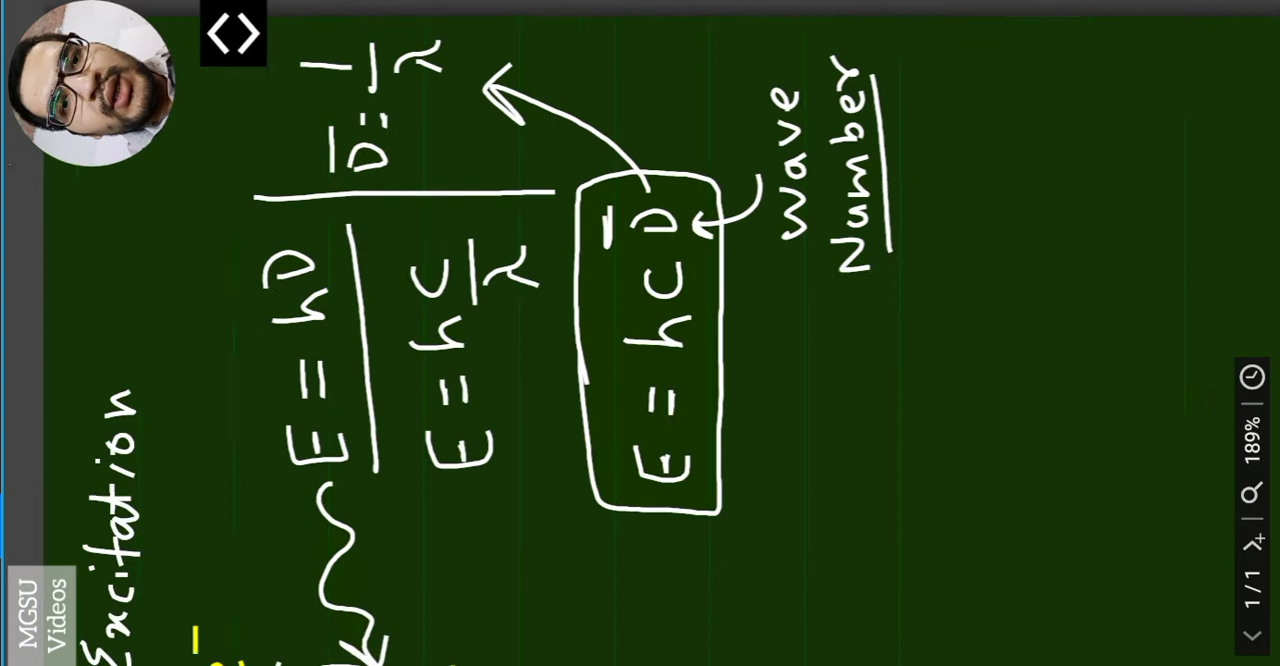 MGSU
Videos
Excitation
E = hν
E = h c/λ
ν̅ = 1/λ
E = h c ν̅
wave
Number
1 / 1
189%